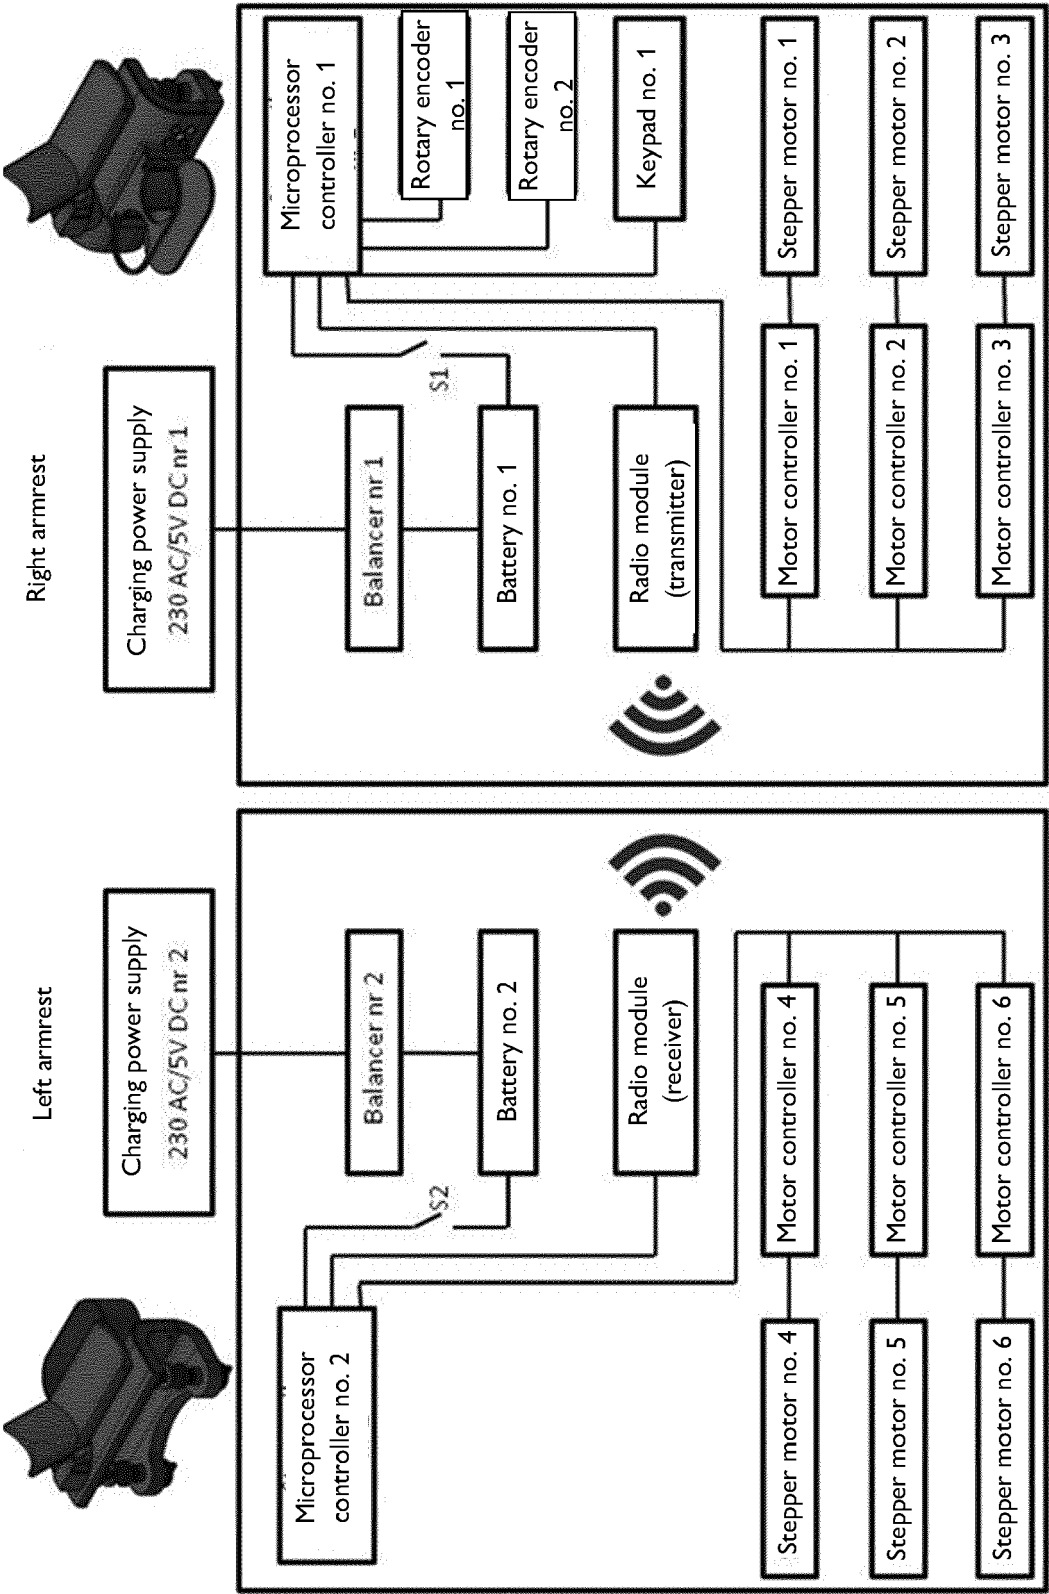 Left armrest
Right armrest
Charging power supply
230 AC/5V DC nr 2
Charging power supply
230 AC/5V DC nr 1
Microprocessor
controller no. 2
S2
Balancer nr 2
Battery no. 2
Radio module
(receiver)
Balancer nr 1
Battery no. 1
Radio module
(transmitter)
S1
Microprocessor
controller no. 1
Rotary encoder
no. 1
Rotary encoder
no. 2
Keypad no. 1
Stepper motor no. 4
Motor controller no. 4
Motor controller no. 1
Stepper motor no. 1
Stepper motor no. 5
Motor controller no. 5
Motor controller no. 2
Stepper motor no. 2
Stepper motor no. 6
Motor controller no. 6
Motor controller no. 3
Stepper motor no. 3